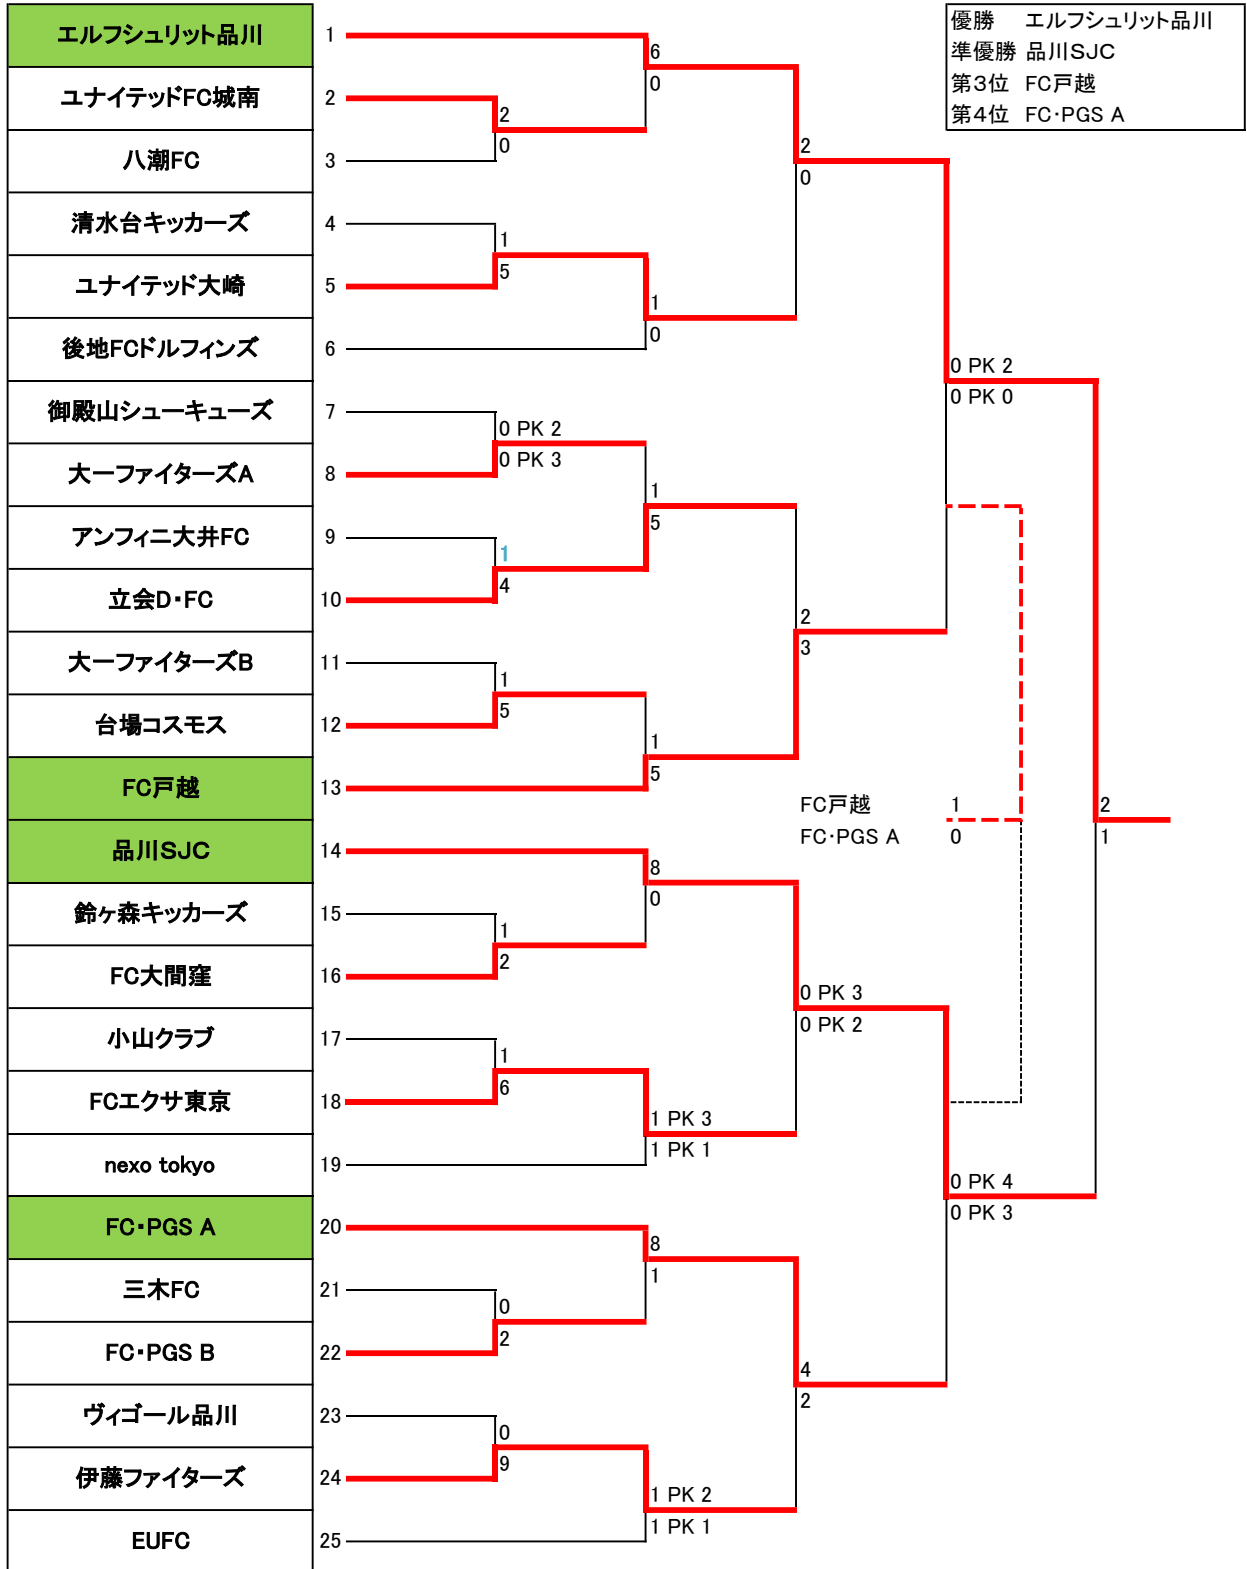 エルフシュリット品川 1
ユナイテッドFC城南 2
八潮FC 3
清水台キッカーズ 4
ユナイテッド大崎 5
後地FCドルフィンズ 6
御殿山シューキューズ 7
大一ファイターズA 8
アンフィニ大井FC 9
立会D・FC 10
大一ファイターズB 11
台場コスモス 12
FC戸越 13
品川SJC 14
鈴ヶ森キッカーズ 15
FC大間窪 16
小山クラブ 17
FCエクサ東京 18
nexo tokyo 19
FC・PGS A 20
三木FC 21
FC・PGS B 22
ヴィゴール品川 23
伊藤ファイターズ 24
EUFC 25
2
0
1
5
0 PK 2
0 PK 3
1
4
1
5
1
2
1
6
0
2
0
9
6
0
1
0
1
5
1
5
8
0
1 PK 3
1 PK 1
8
1
1 PK 2
1 PK 1
2
0
2
3
0 PK 3
0 PK 2
4
2
0 PK 2
0 PK 0
0 PK 4
0 PK 3
FC戸越 1
FC・PGS A 0
2
1
優勝 エルフシュリット品川
準優勝 品川SJC
第3位 FC戸越
第4位 FC・PGS A